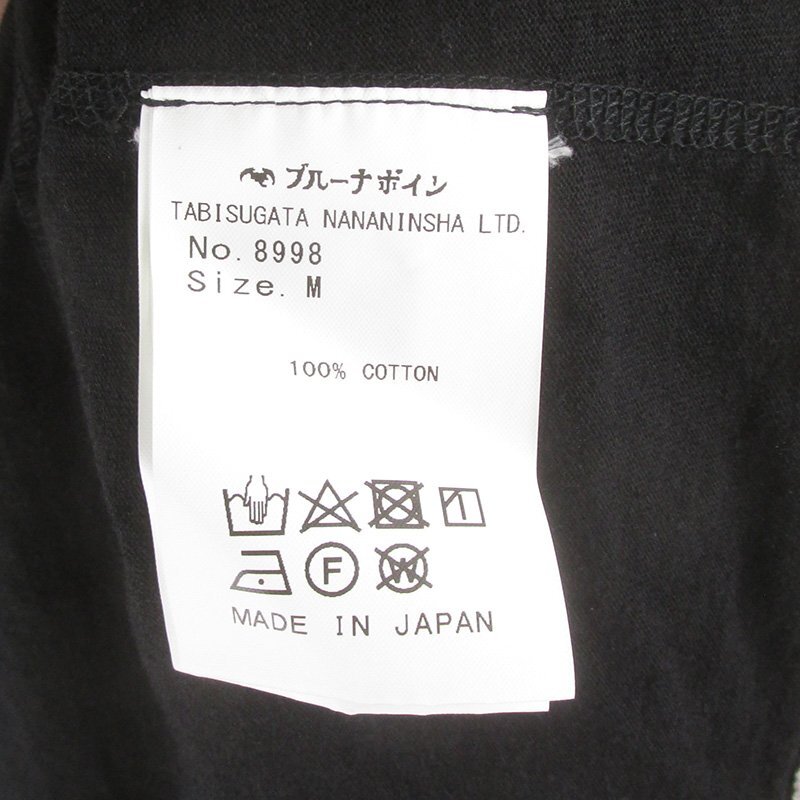 ブルーナボイン
TABISUGATA NANANINSHA LTD.
No. 8998
Size. M
100% COTTON
F W
MADE IN JAPAN